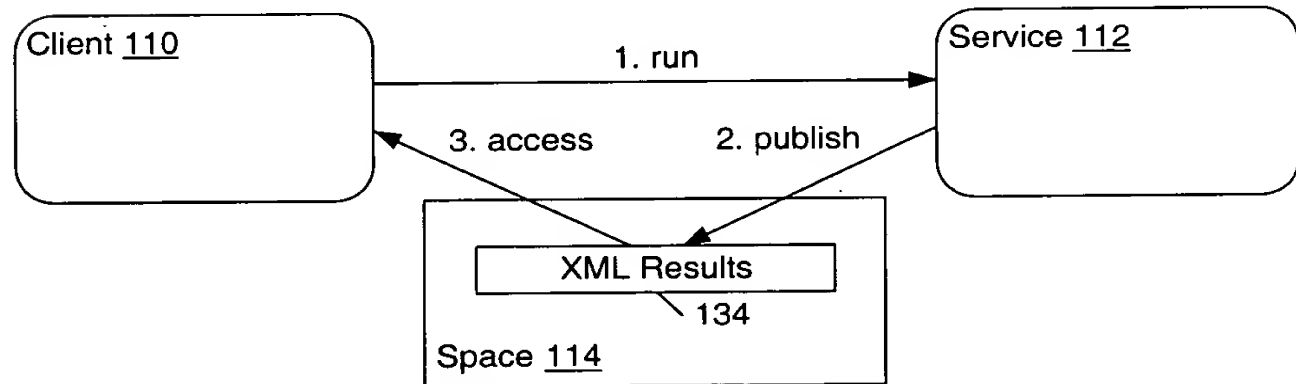 Client 110
Service 112
1. run
3. access
2. publish
XML Results
134
Space 114